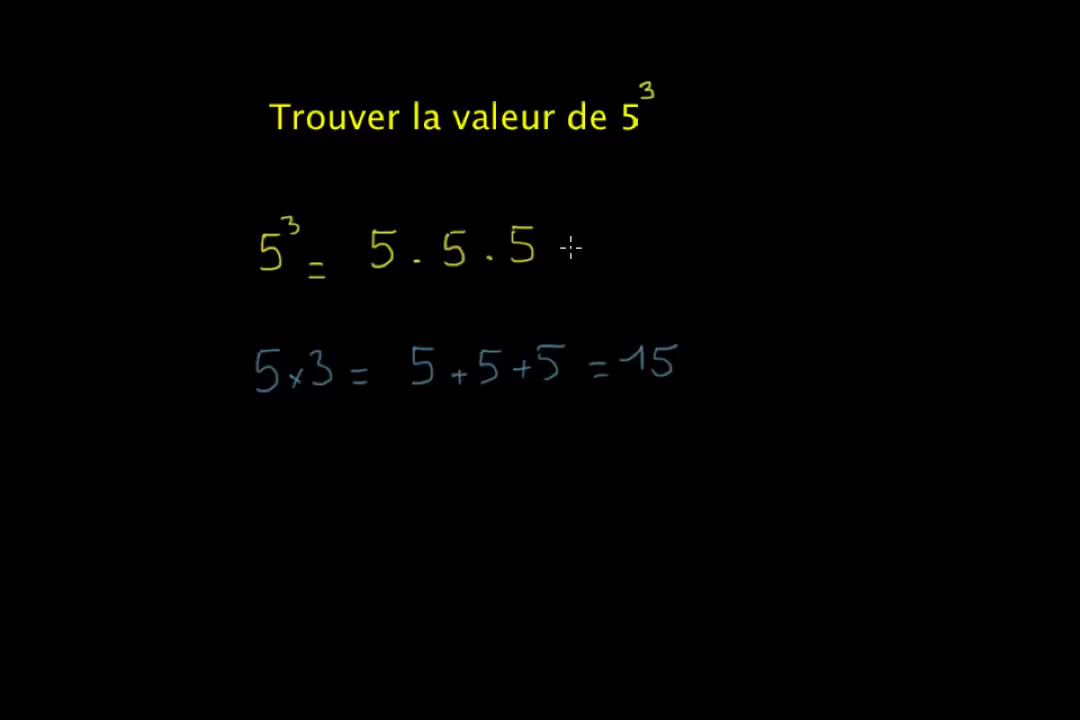 Trouver la valeur de 5³
5³ = 5 . 5 . 5
5×3 = 5+5+5 = 15